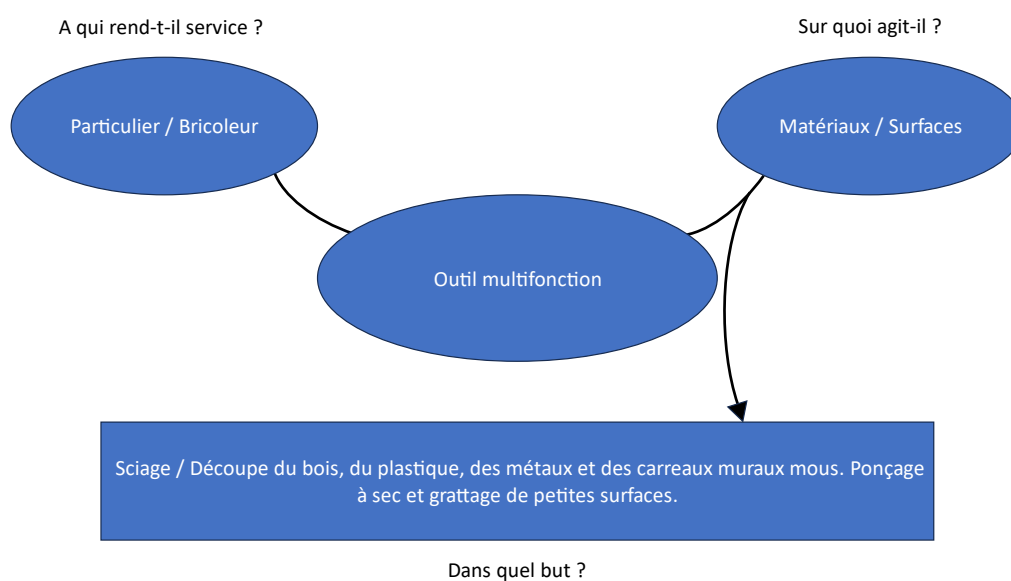 A qui rend-t-il service ?
Sur quoi agit-il ?
Particulier / Bricoleur
Matériaux / Surfaces
Outil multifonction
Sciage / Découpe du bois, du plastique, des métaux et des carreaux muraux mous. Ponçage
à sec et grattage de petites surfaces.
Dans quel but ?